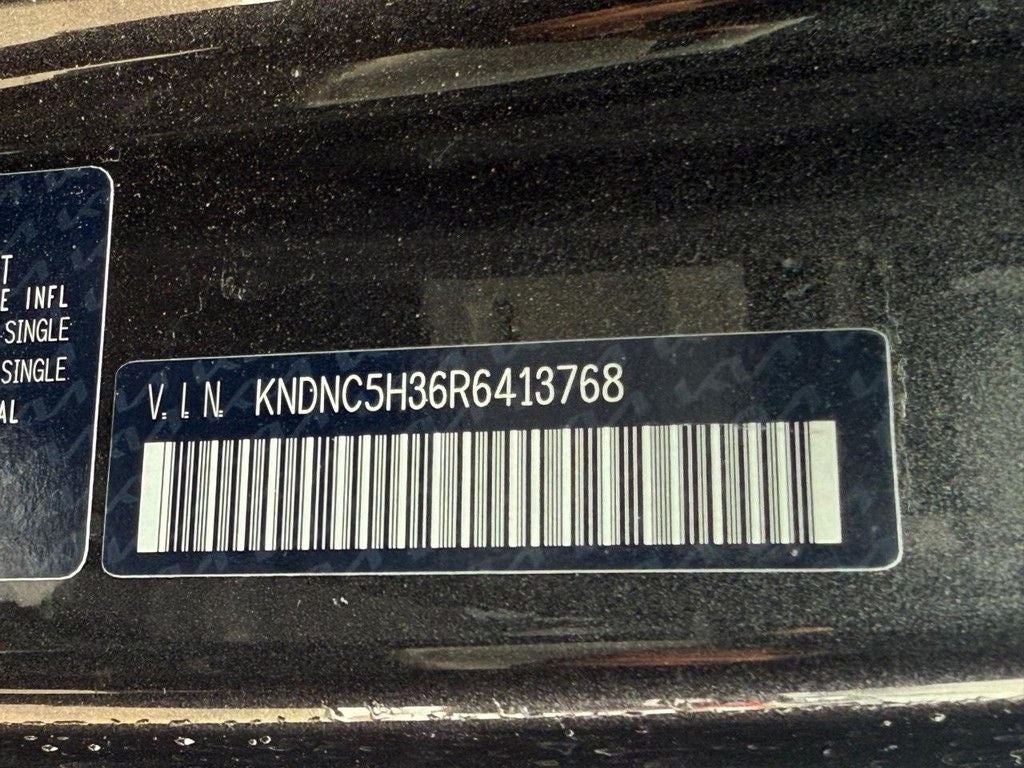 T
E INFL
SINGLE
SINGLE
AL
V.I.N. KNDNC5H36R6413768